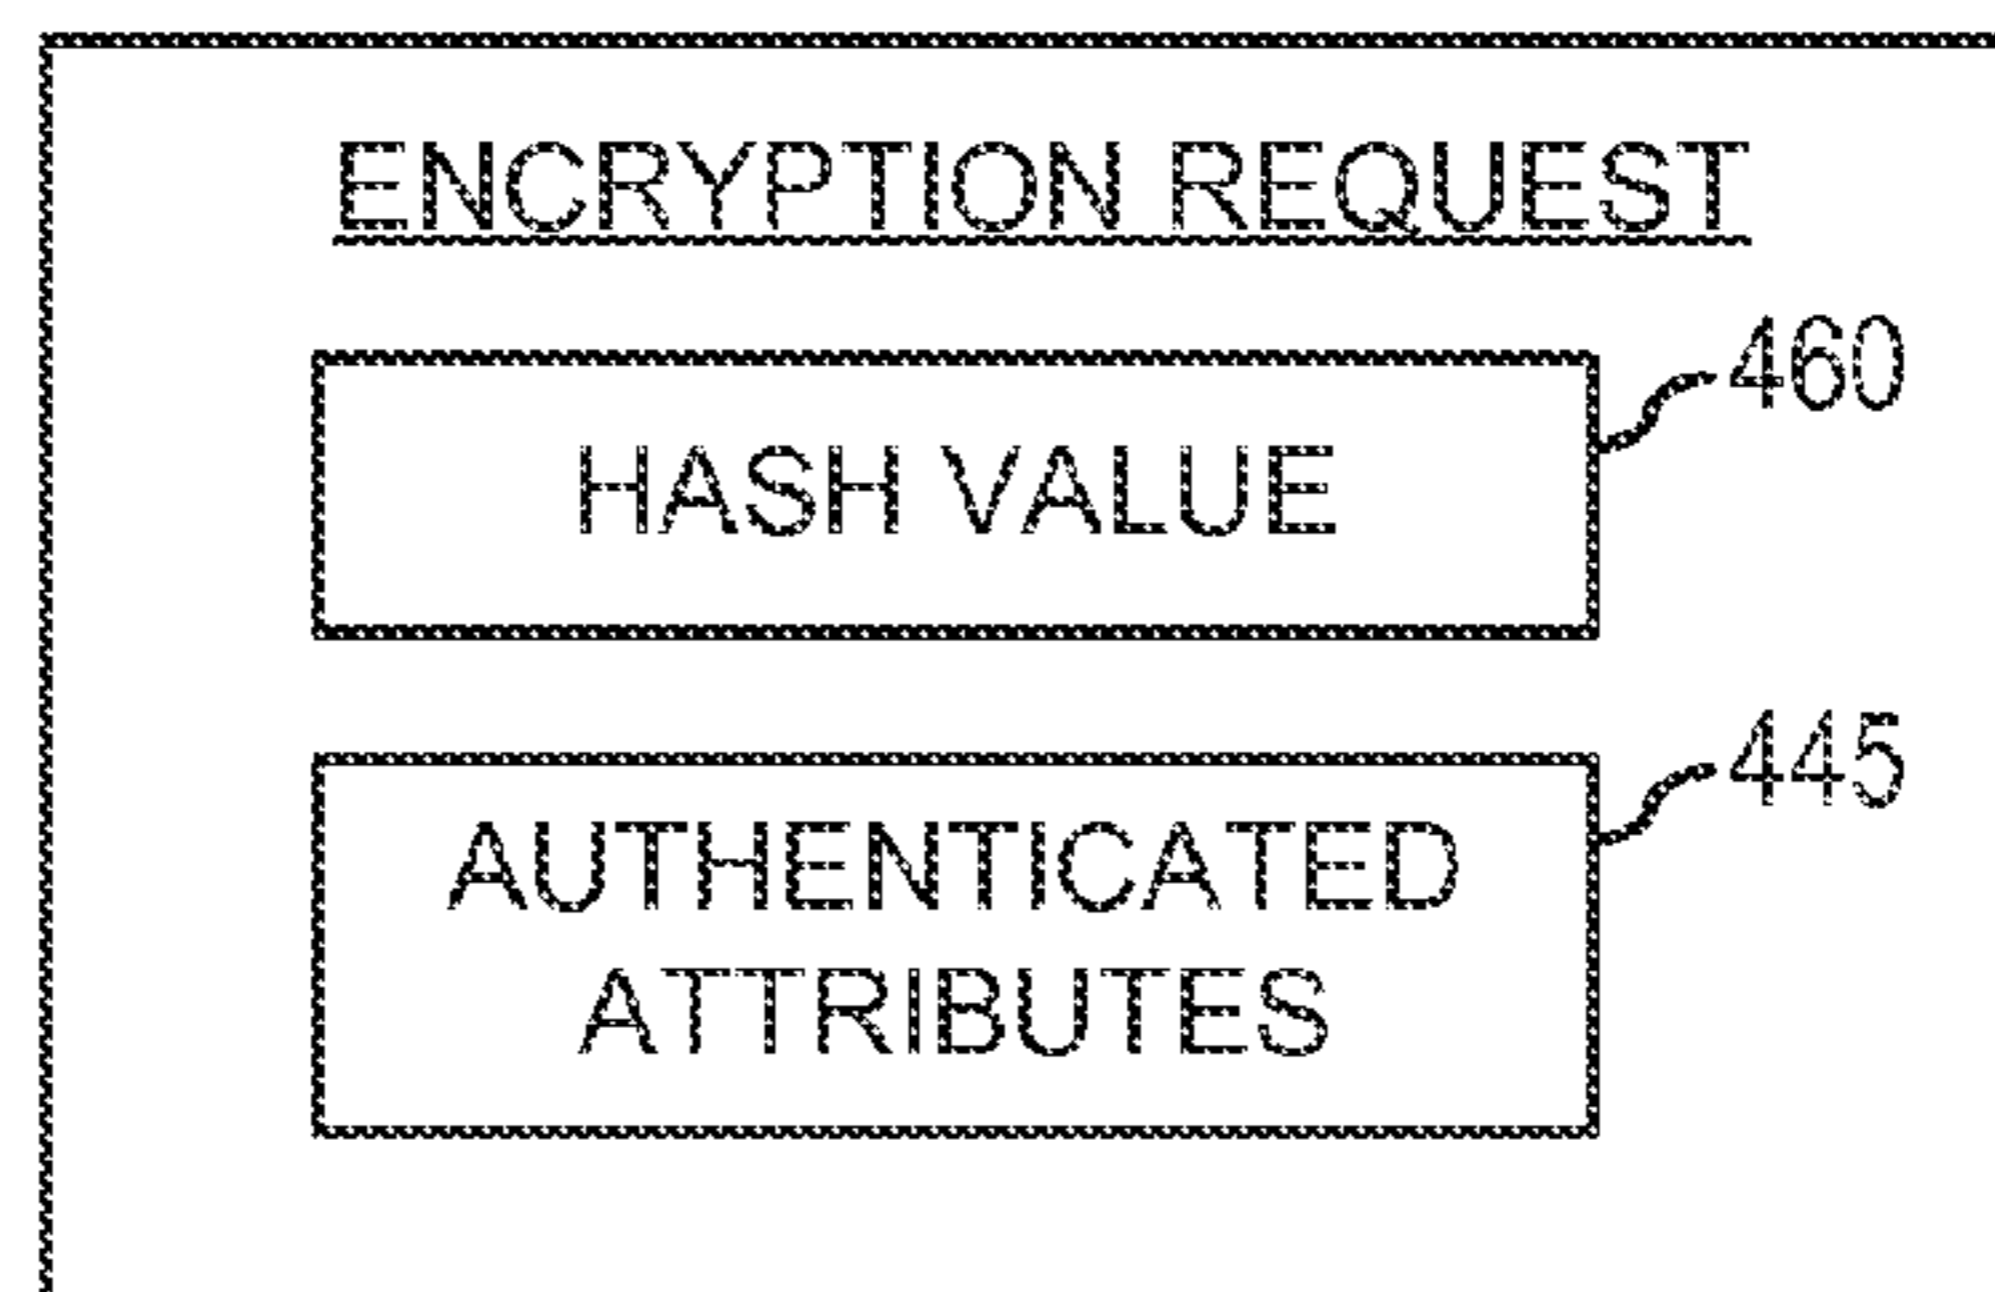 ENCRYPTION REQUEST
460
HASH VALUE
445
AUTHENTICATED
ATTRIBUTES